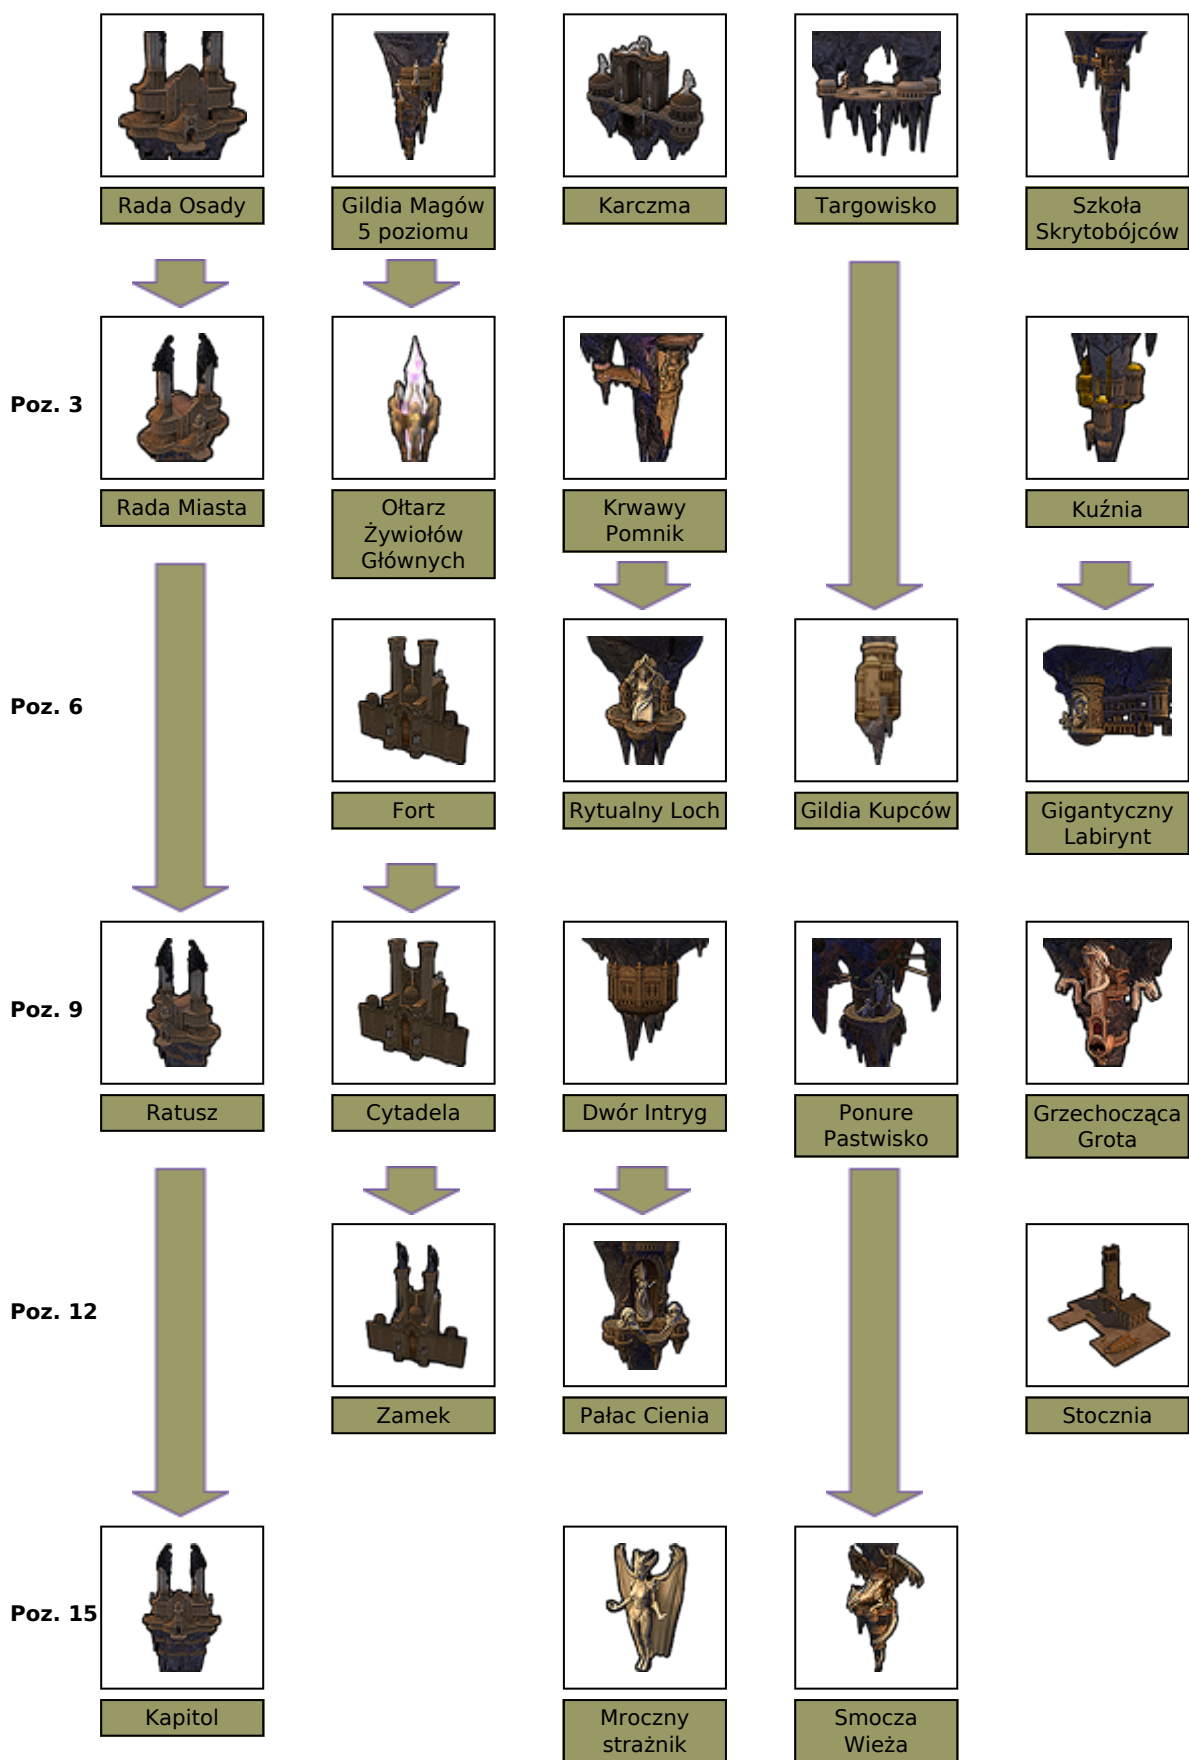 Rada Osady
Gildia Magów
5 poziomu
Karczma
Targowisko
Szkoła
Skrytobójców
Poz. 3
Rada Miasta
Ołtarz
Żywiołów
Głównych
Krwawy
Pomnik
Kuźnia
Poz. 6
Fort
Rytualny Loch
Gildia Kupców
Gigantyczny
Labirynt
Poz. 9
Ratusz
Cytadela
Dwór Intryg
Ponure
Pastwisko
Grzechocząca
Grota
Poz. 12
Zamek
Pałac Cienia
Stocznia
Poz. 15
Kapitol
Mroczny
strażnik
Smocza
Wieża